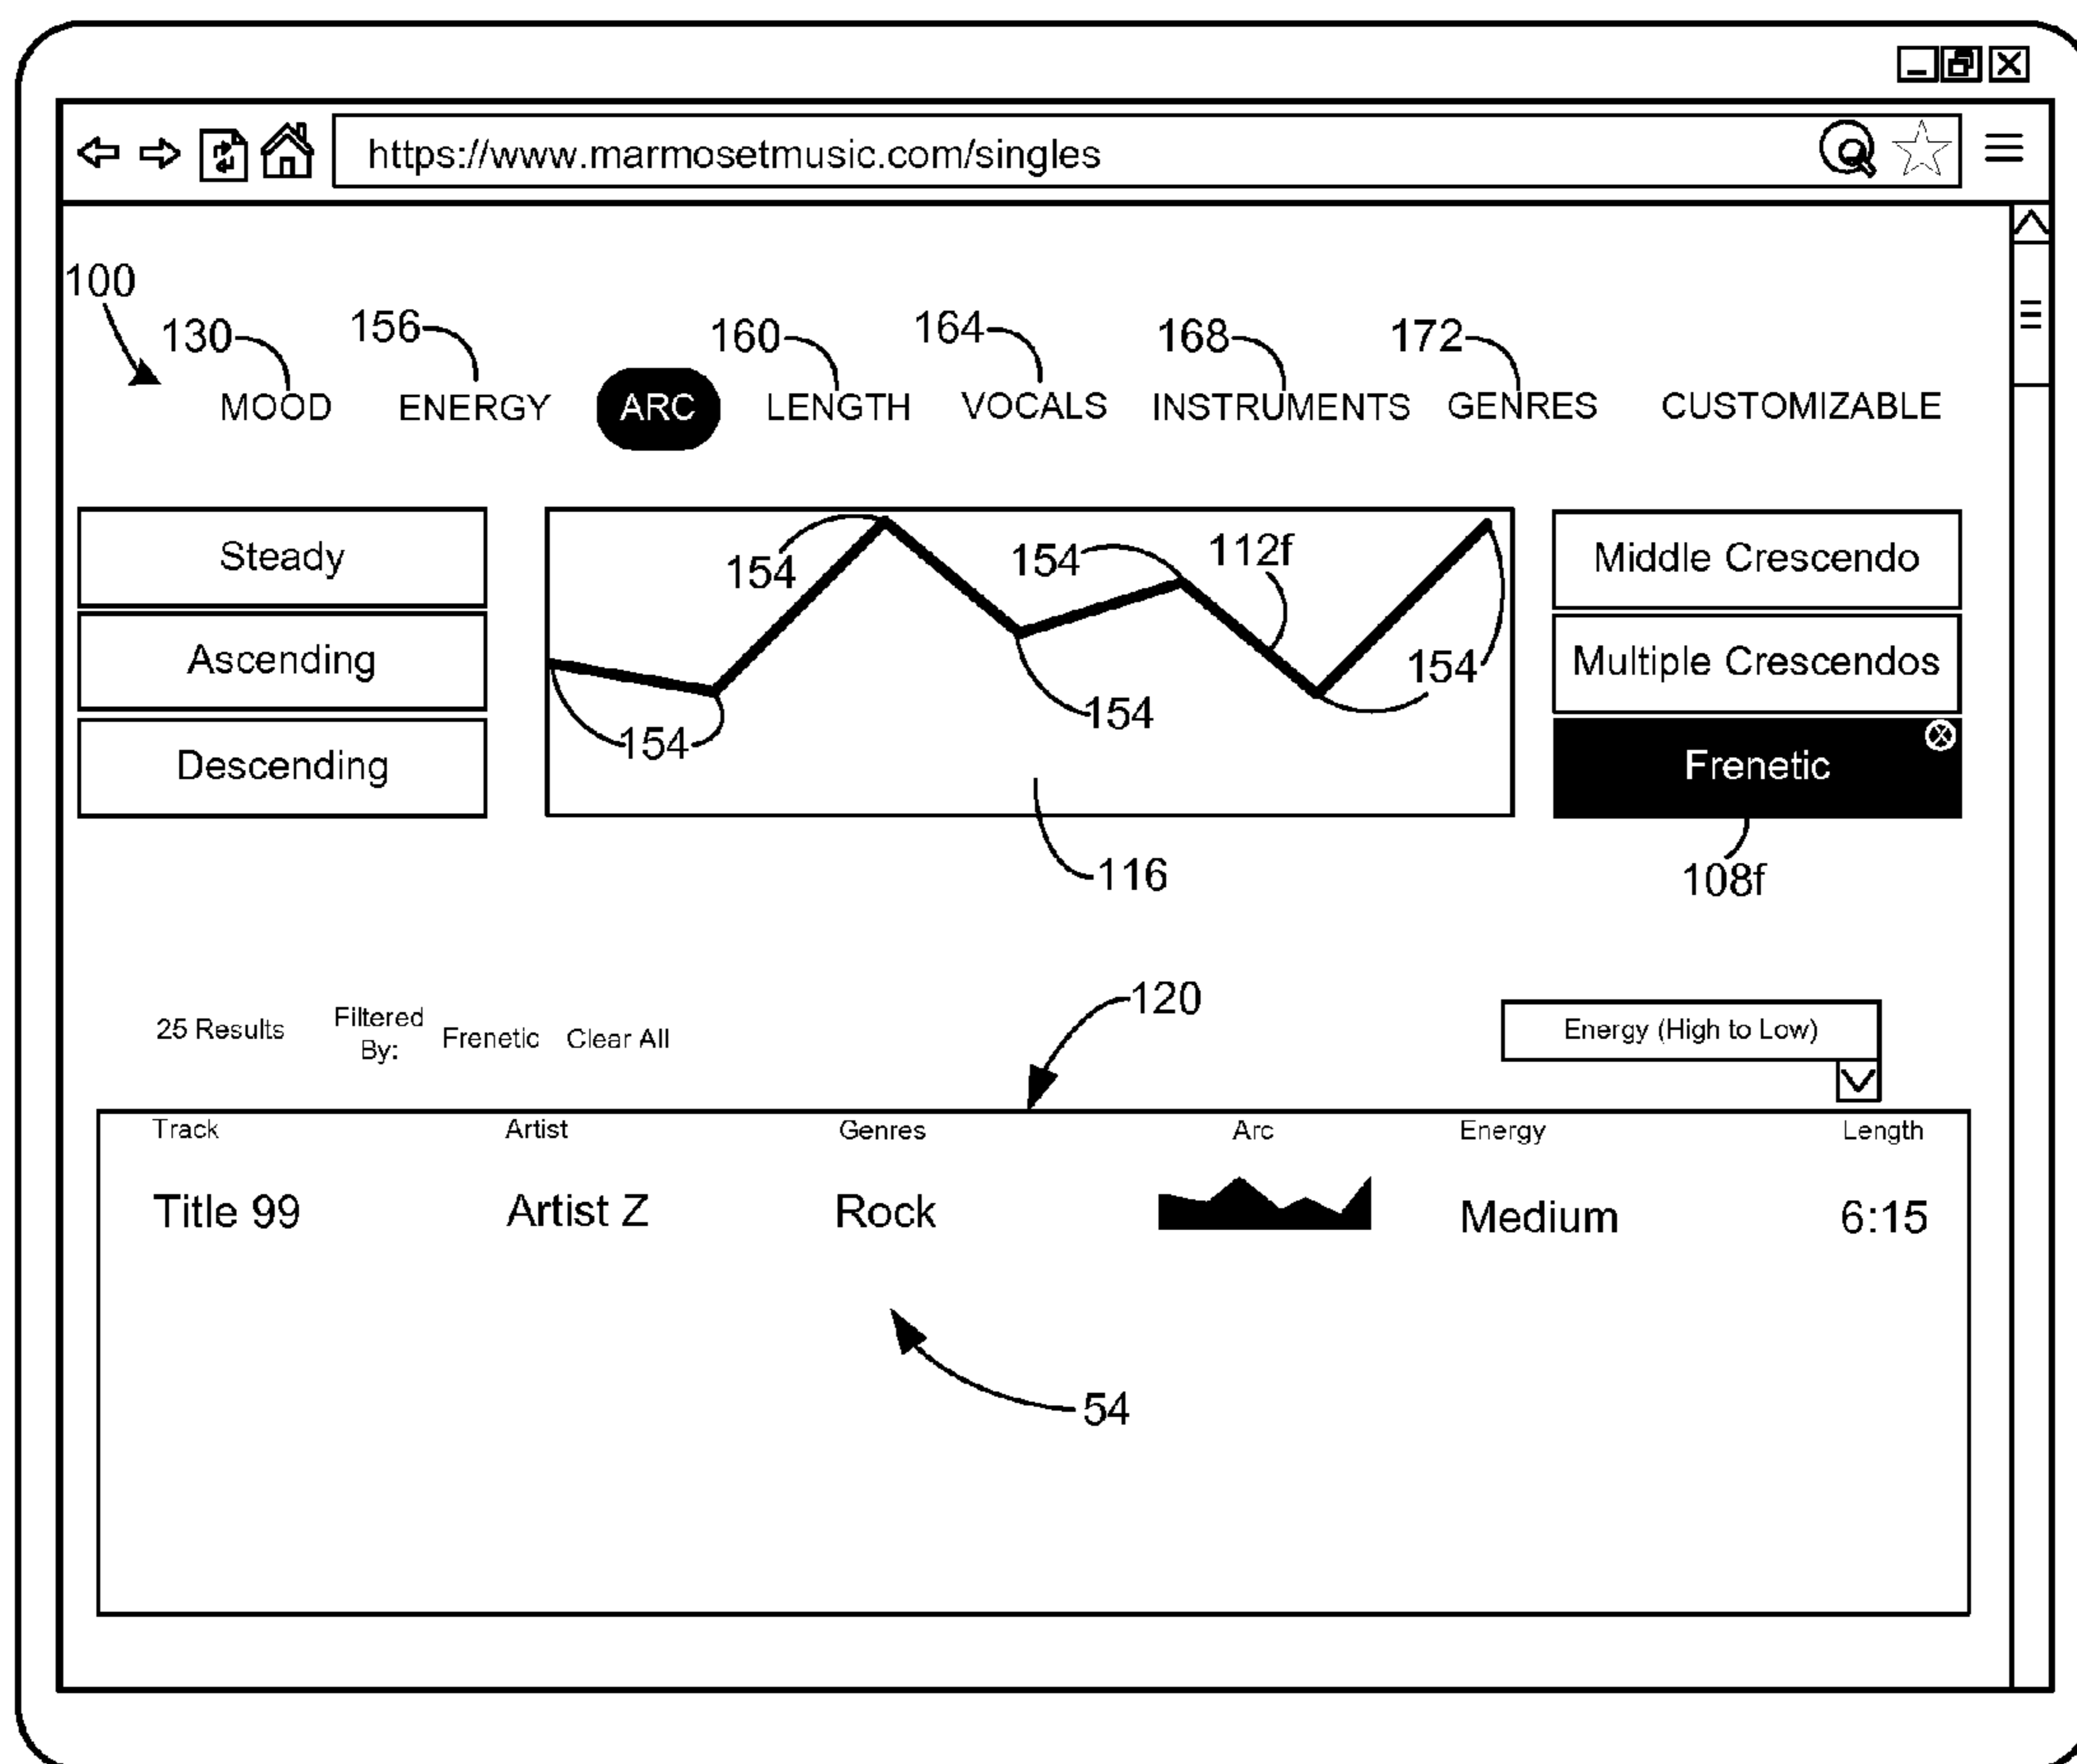 https://www.marmosetmusic.com/singles
100
130 156 160 164 168 172
MOOD ENERGY ARC LENGTH VOCALS INSTRUMENTS GENRES CUSTOMIZABLE
Steady
Ascending
Descending
154 154 112f
154
154
154
116
Middle Crescendo
Multiple Crescendos
Frenetic
108f
120
25 Results
Filtered
By:
Frenetic Clear All
Energy (High to Low)
Track Artist Genres Arc Energy Length
Title 99 Artist Z Rock Medium 6:15
54